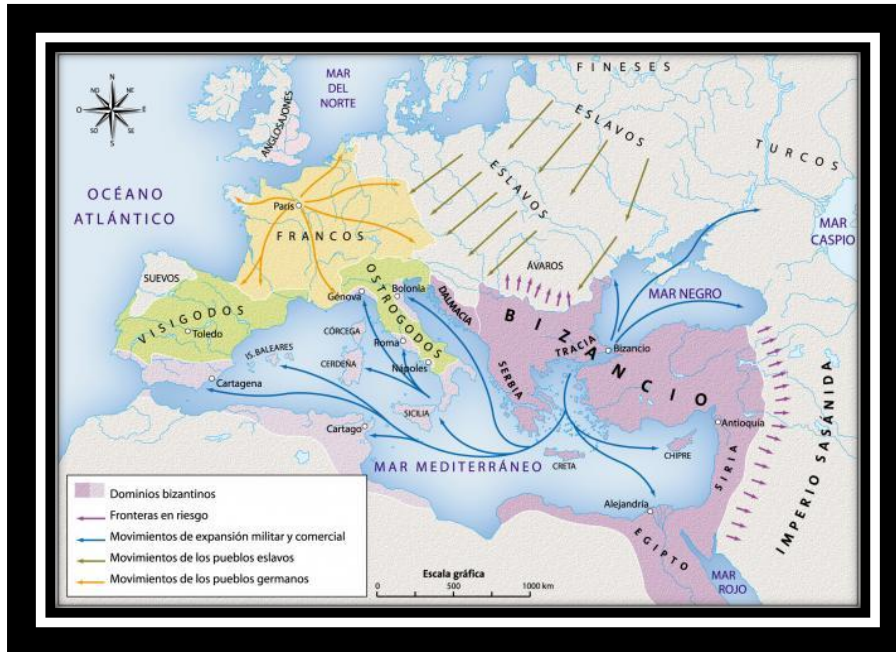 FINESES
MAR
DEL
NORTE
N
NO
NE
O
E
SO
SE
S
ANGLOSAJONES
ESLAVOS
ESLAVOS
TURCOS
OCÉANO
ATLÁNTICO
París
FRANCOS
MAR
CASPIO
SUEVOS
ÁVAROS
OSTROGODOS
Bolonia
Génova
DALMACIA
MAR NEGRO
VISIGODOS
Toledo
BIZANCIO
CÓRCEGA
Roma
TRACIA
Bizancio
IS. BALEARES
SERBIA
CERDEÑA
Nápoles
Cartagena
SICILIA
Antioquía
Cartago
CHIPRE
SIRIA
MAR MEDITERRÁNEO
CRETA
IMPERIO SASÁNIDA
Alejandría
EGIPTO
MAR
ROJO
Dominios bizantinos
Fronteras en riesgo
Movimientos de expansión militar y comercial
Movimientos de los pueblos eslavos
Movimientos de los pueblos germanos
Escala gráfica
0 500 1000 km